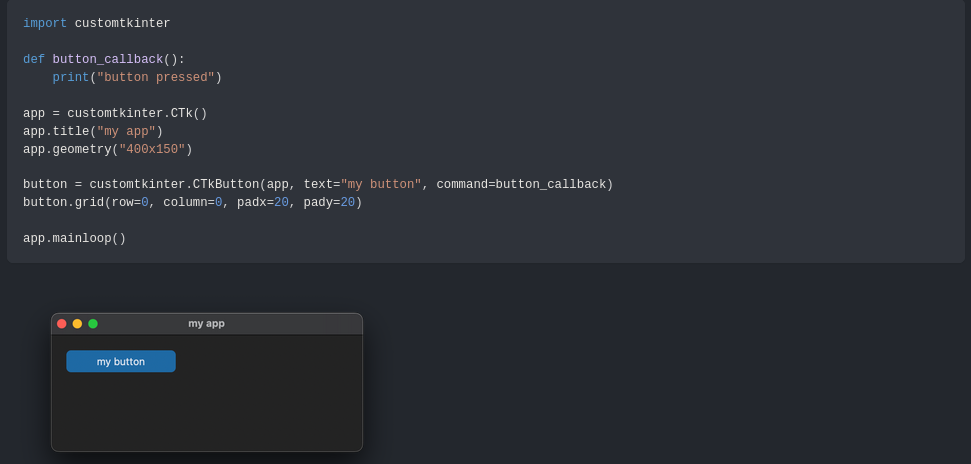 import customtkinter
def button_callback():
    print("button pressed")
app = customtkinter.CTk()
app.title("my app")
app.geometry("400x150")
button = customtkinter.CTkButton(app, text="my button", command=button_callback)
button.grid(row=0, column=0, padx=20, pady=20)
app.mainloop()
my app
my button